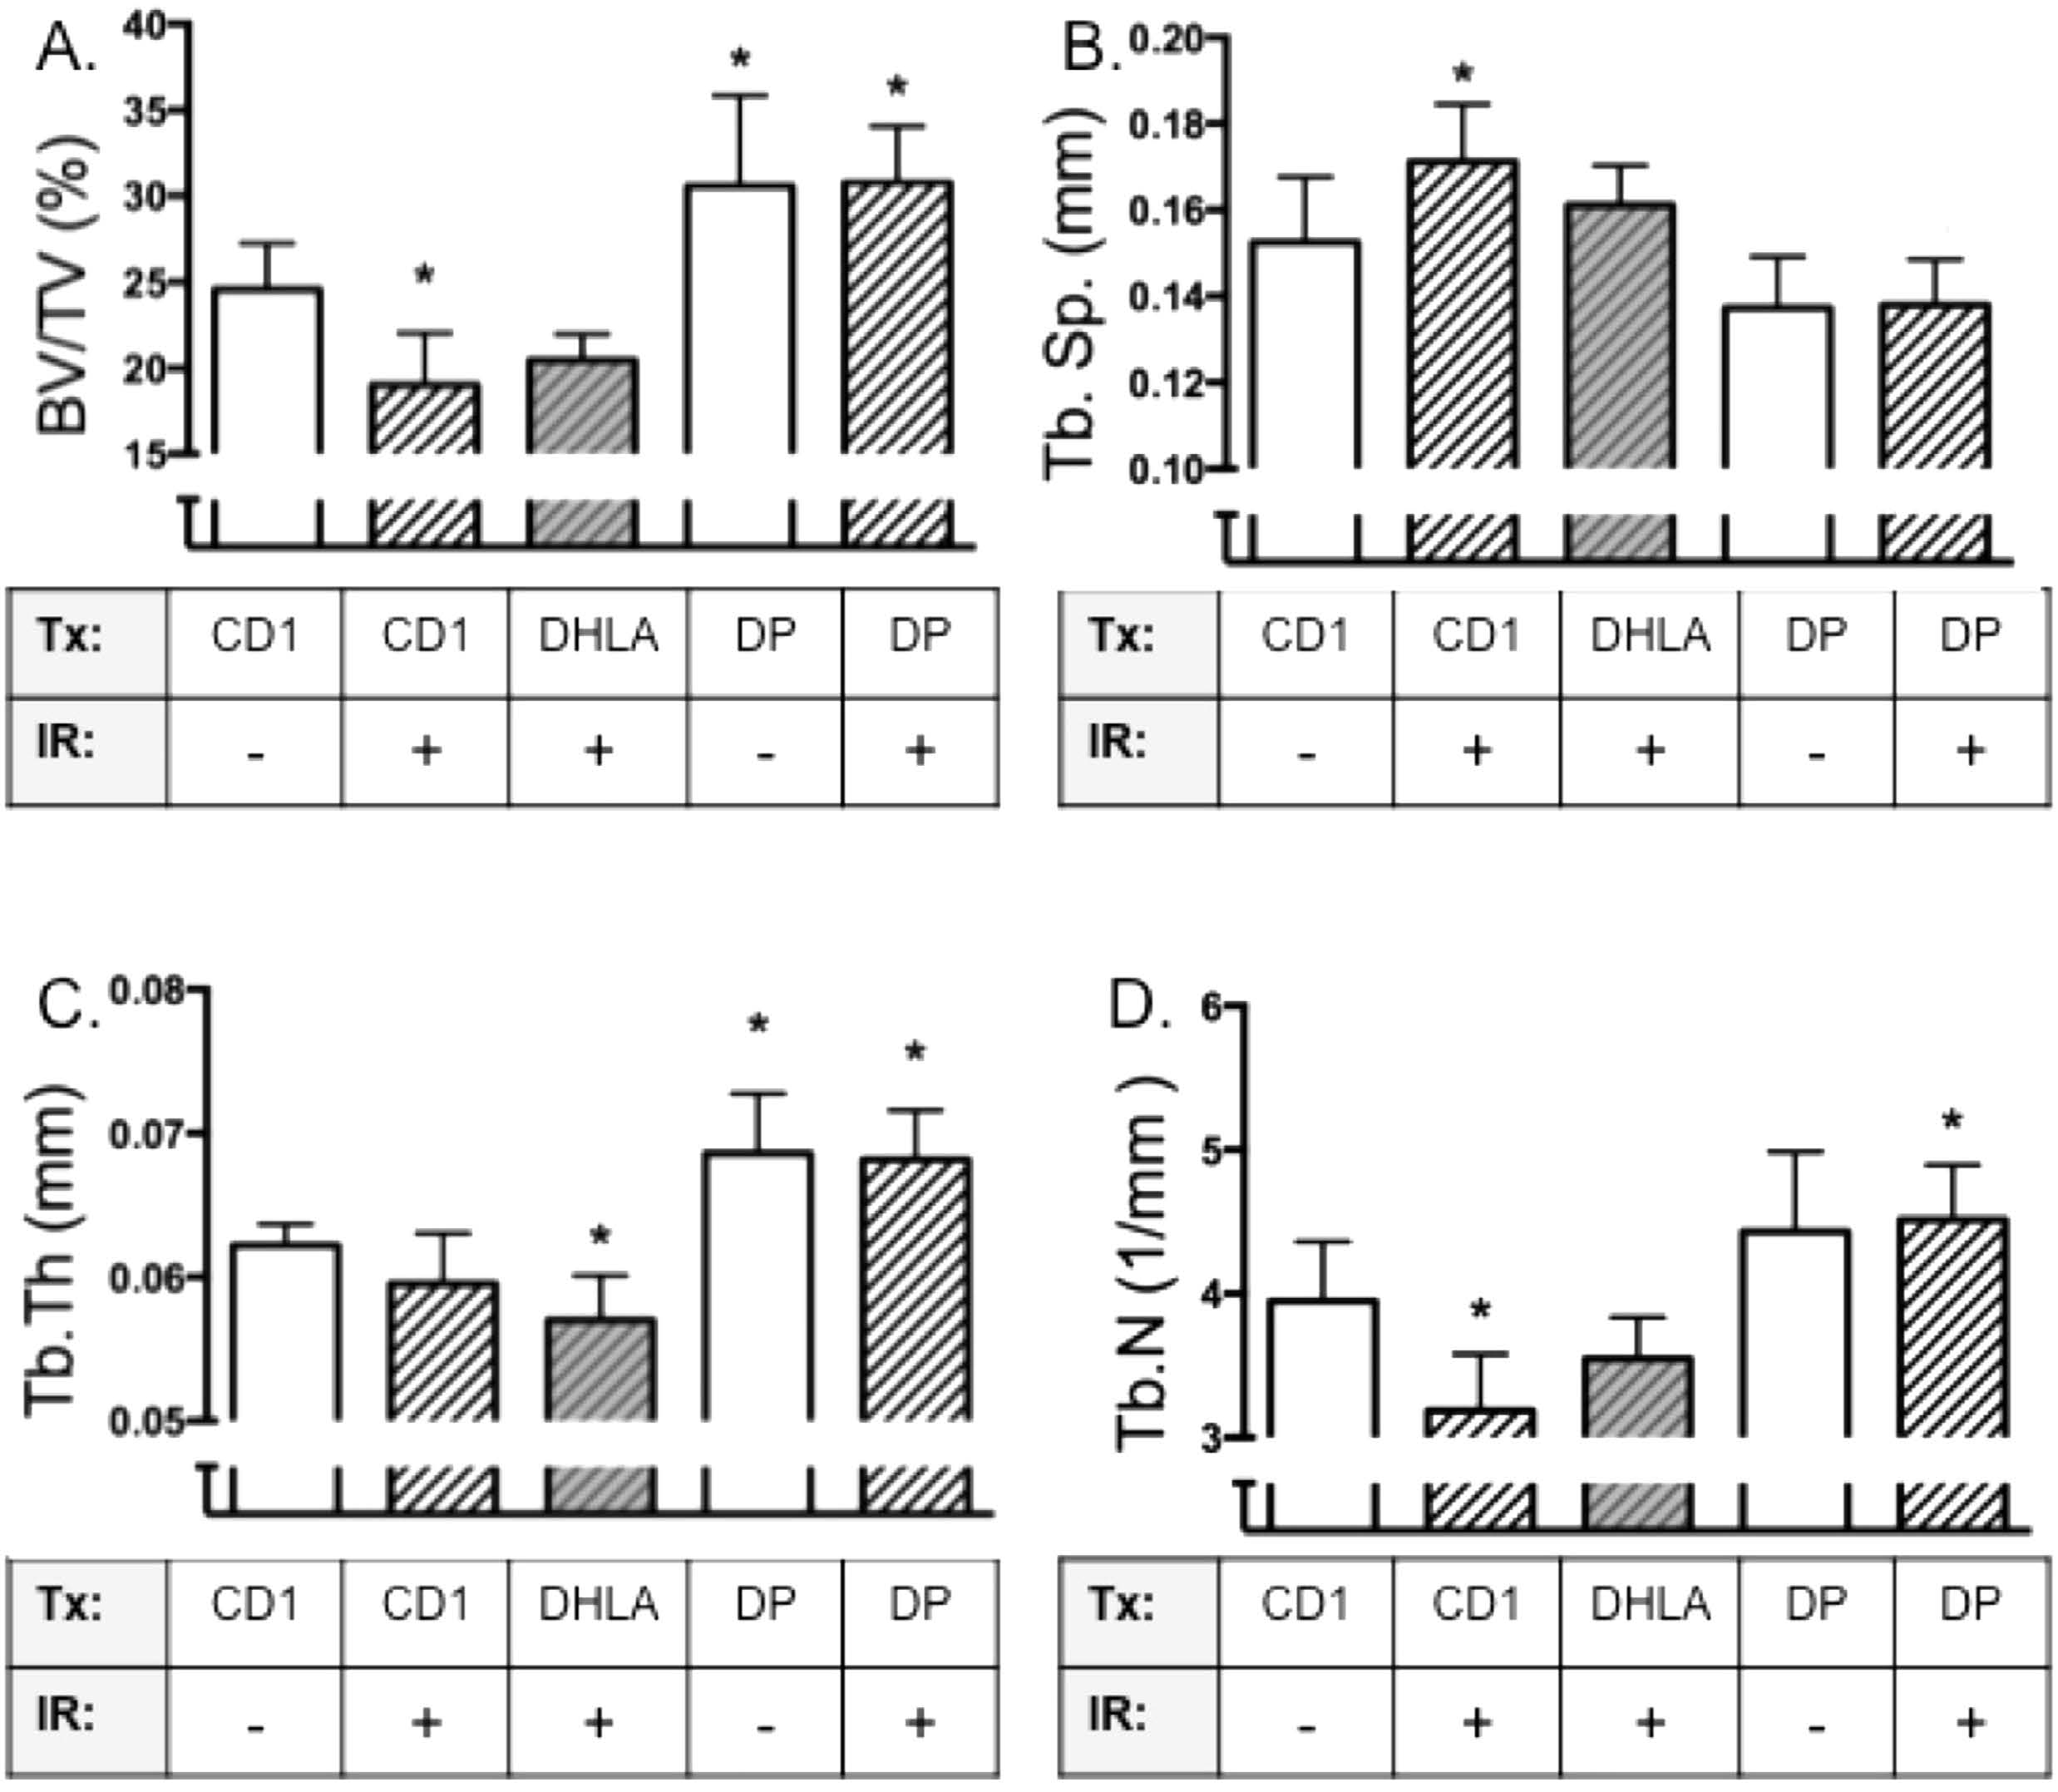 A.
BV/TV (%)
40
35
30
25
20
15
*
*
*
Tx: CD1 CD1 DHLA DP DP
IR: - + + - +
B.
Tb. Sp. (mm)
0.20
0.18
0.16
0.14
0.12
0.10
*
Tx: CD1 CD1 DHLA DP DP
IR: - + + - +
C.
Tb.Th (mm)
0.08
0.07
0.06
0.05
*
*
*
Tx: CD1 CD1 DHLA DP DP
IR: - + + - +
D.
Tb.N (1/mm )
6
5
4
3
*
*
Tx: CD1 CD1 DHLA DP DP
IR: - + + - +